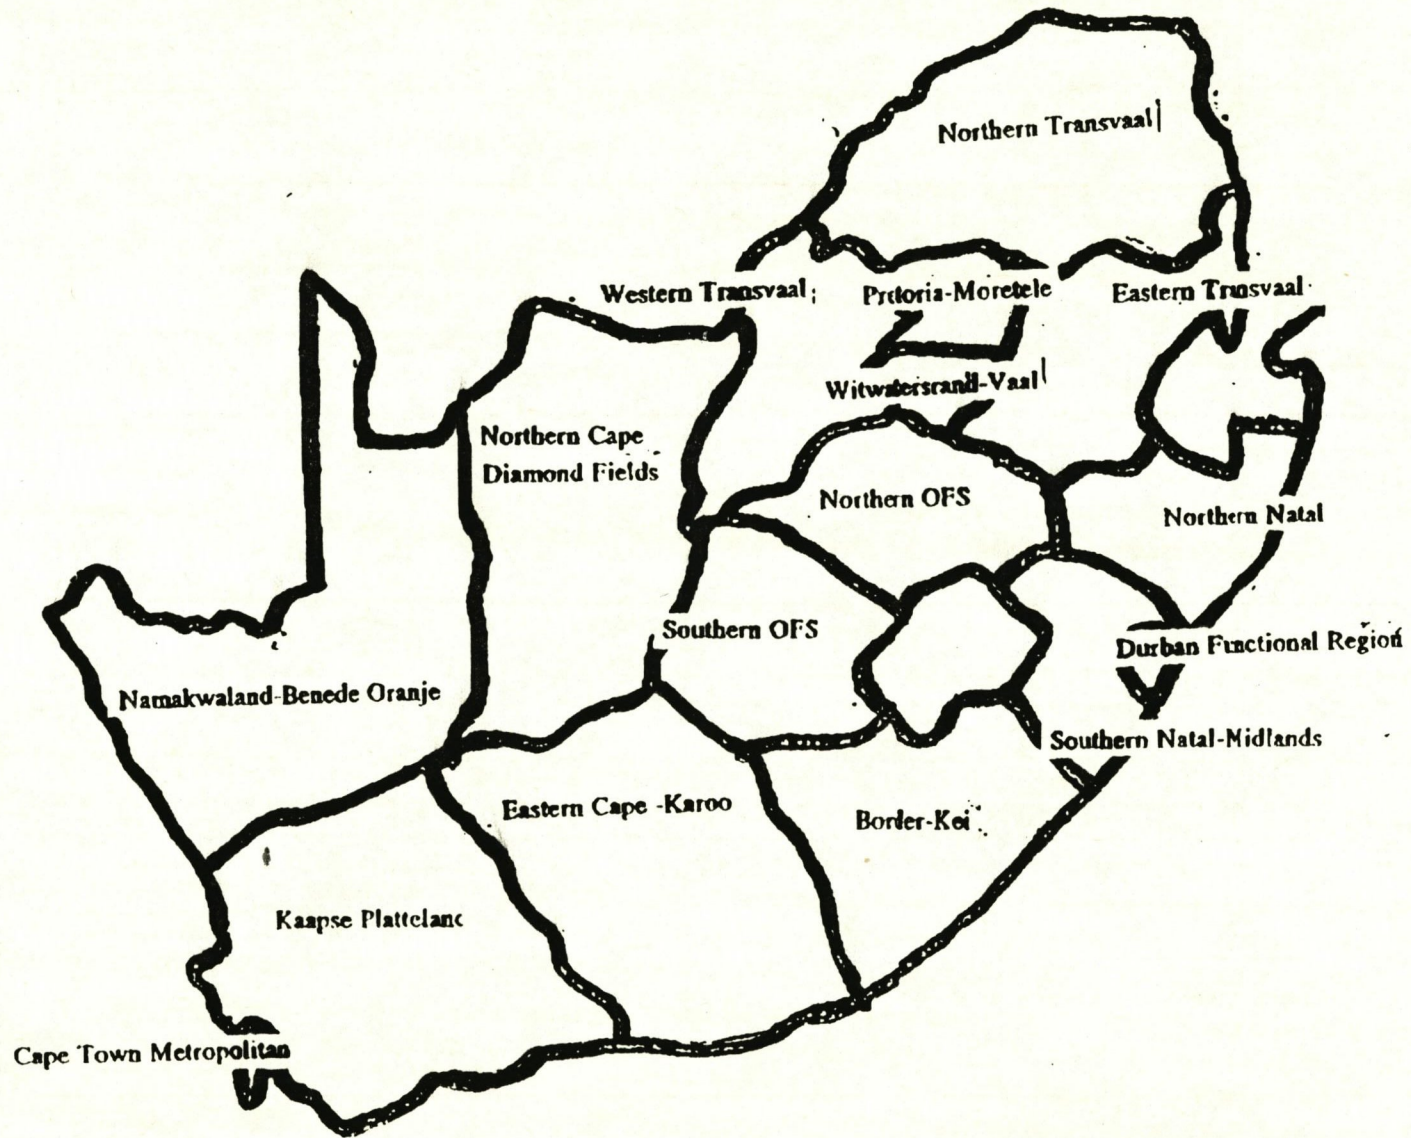 Northern Transvaal
Western Transvaal
Pretoria-Moretele
Eastern Transvaal
Witwatersrand-Vaal
Northern Cape
Diamond Fields
Northern OFS
Northern Natal
Southern OFS
Durban Functional Region
Namakwaland-Benede Oranje
Southern Natal-Midlands
Eastern Cape -Karoo
Border-Kei
Kaapse Platteland
Cape Town Metropolitan